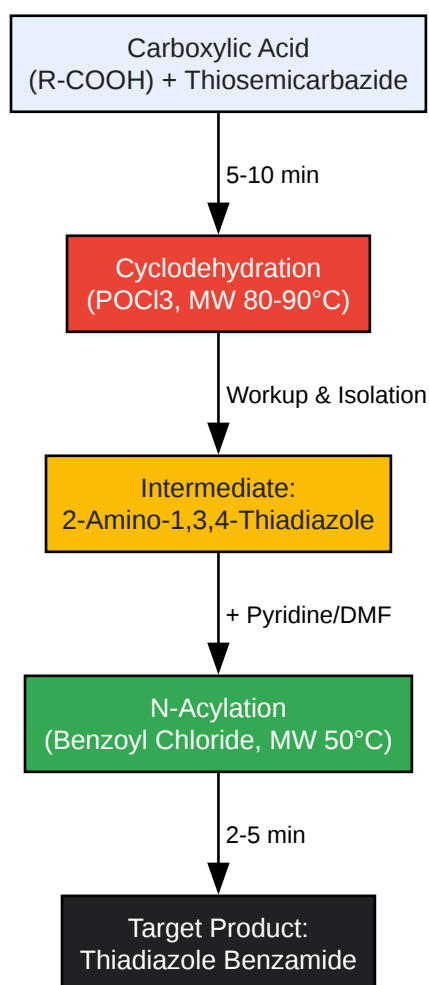 Carboxylic Acid
(R-COOH) + Thiosemicarbazide
5-10 min
Cyclodehydration
(POCl3, MW 80-90°C)
Workup & Isolation
Intermediate:
2-Amino-1,3,4-Thiadiazole
+ Pyridine/DMF
N-Acylation
(Benzoyl Chloride, MW 50°C)
2-5 min
Target Product:
Thiadiazole Benzamide